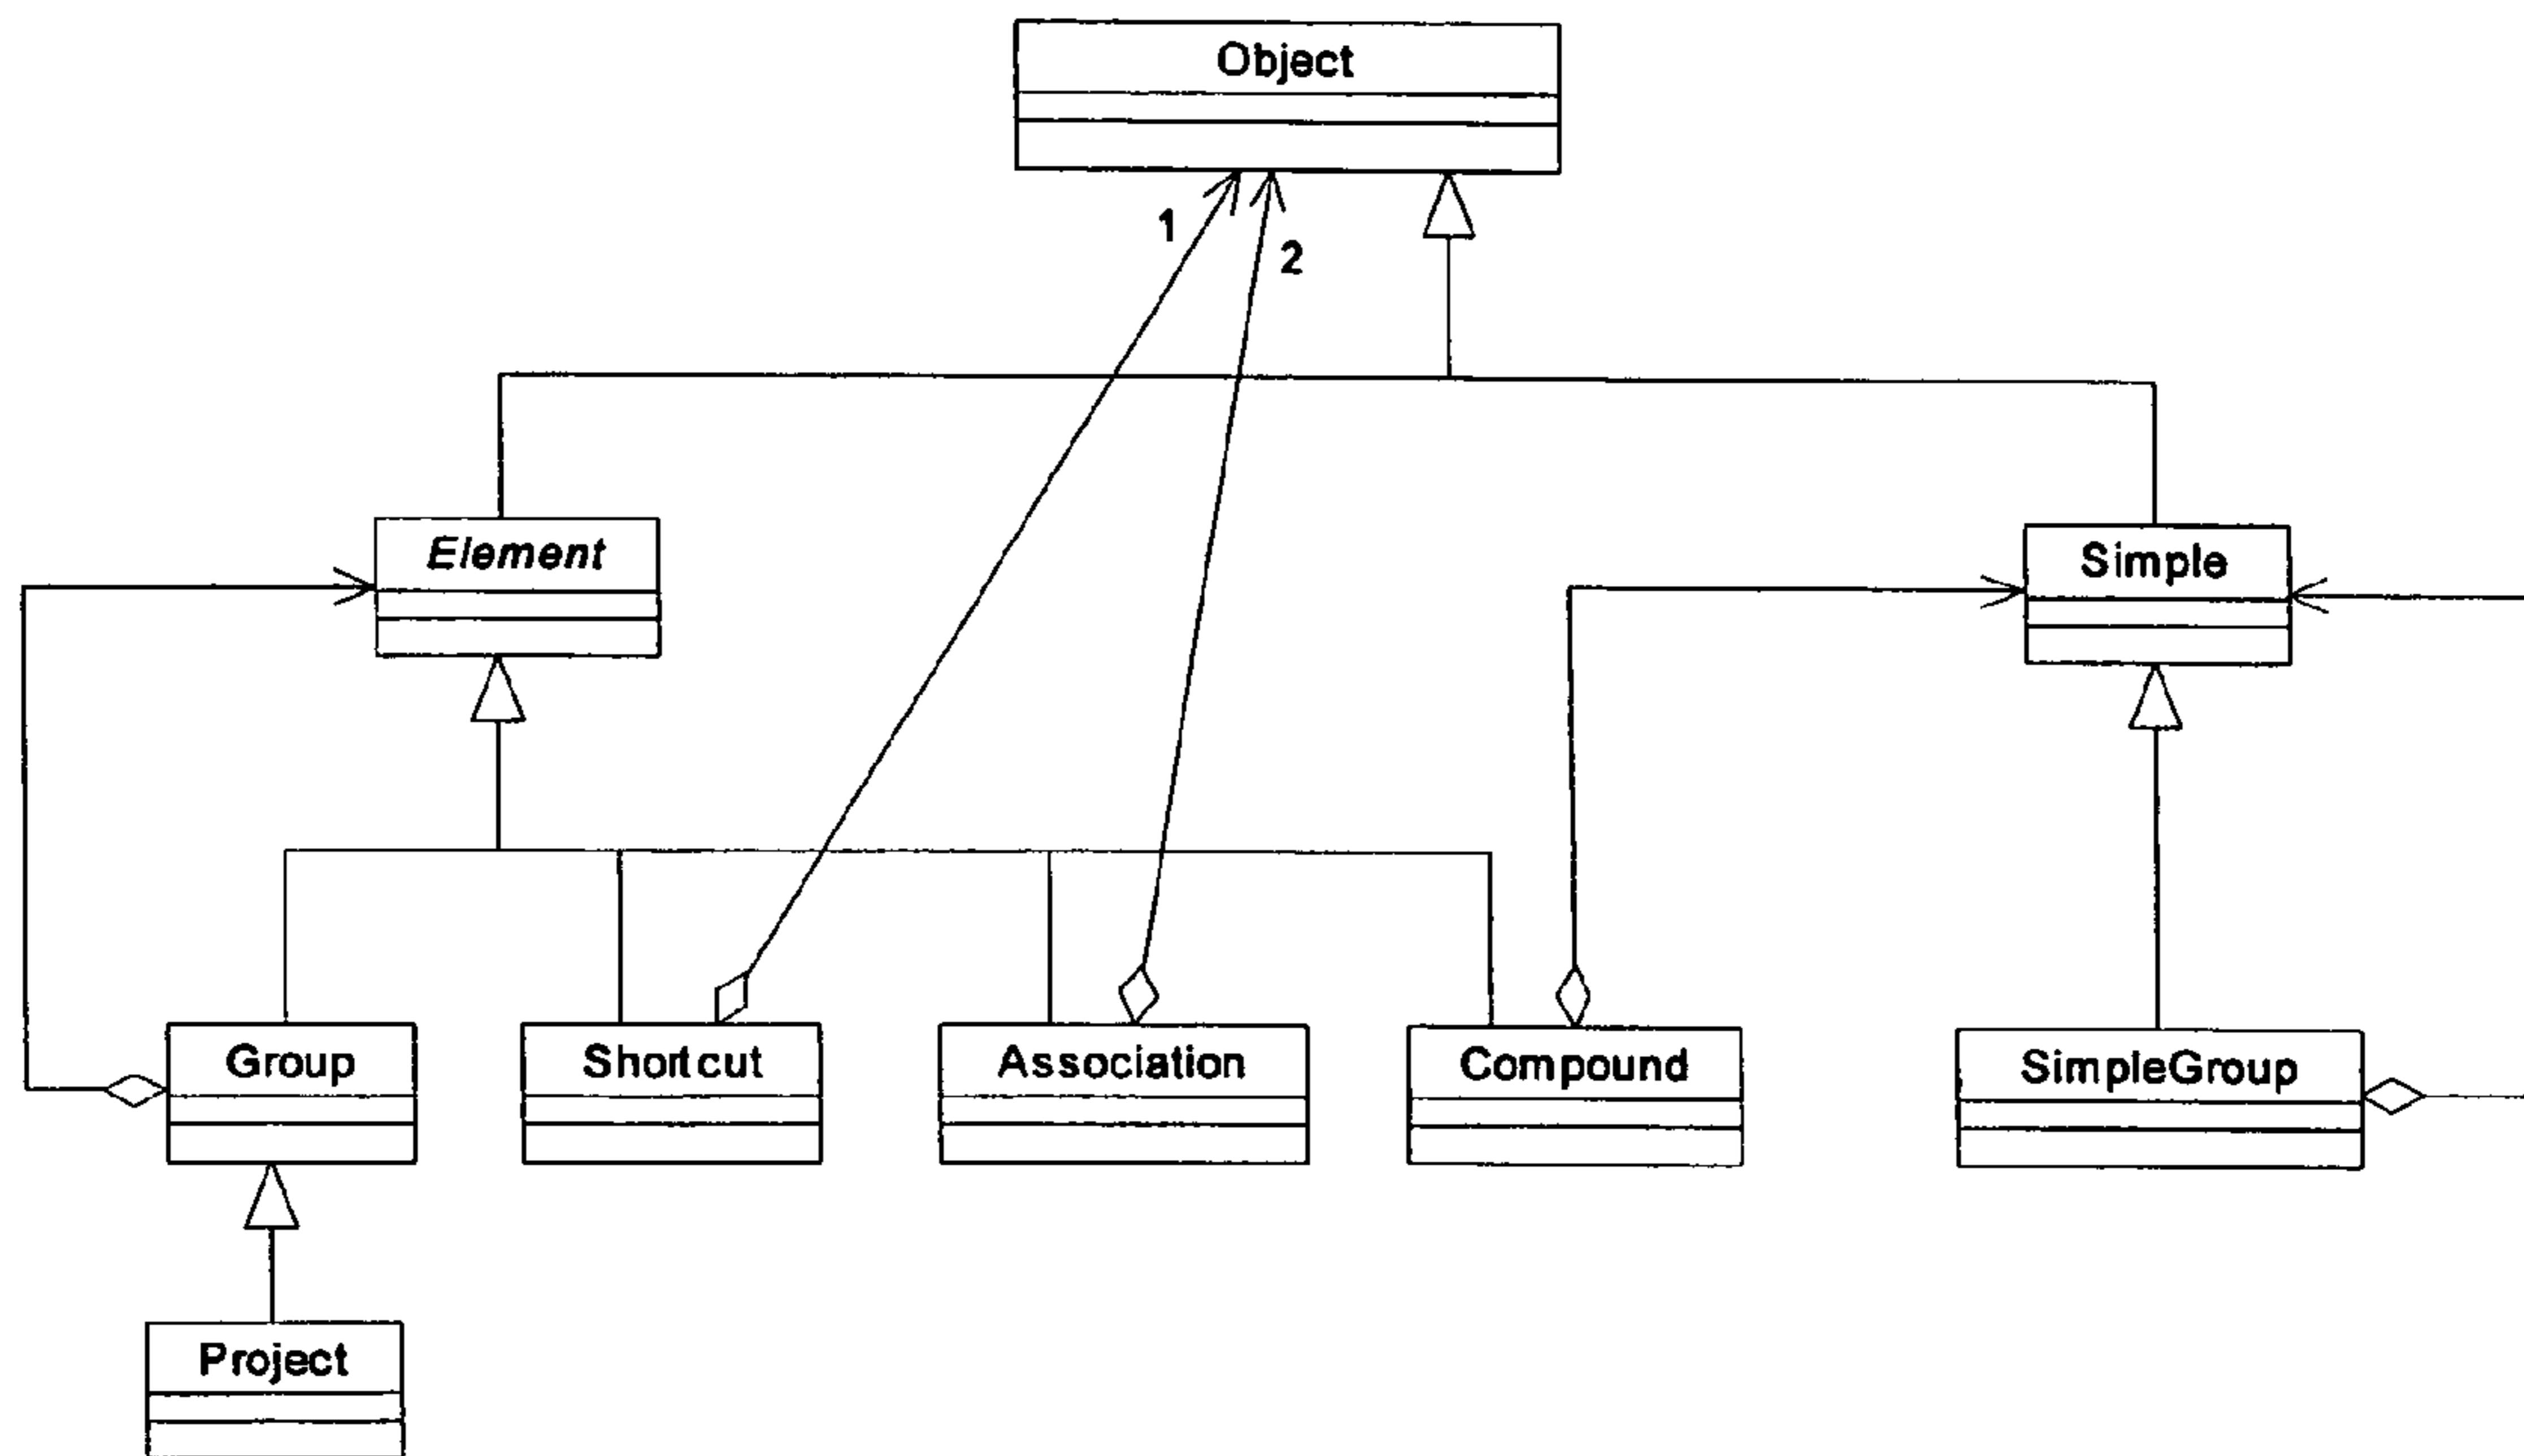 Object
1
2
Element
Simple
Group
Shortcut
Association
Compound
SimpleGroup
Project